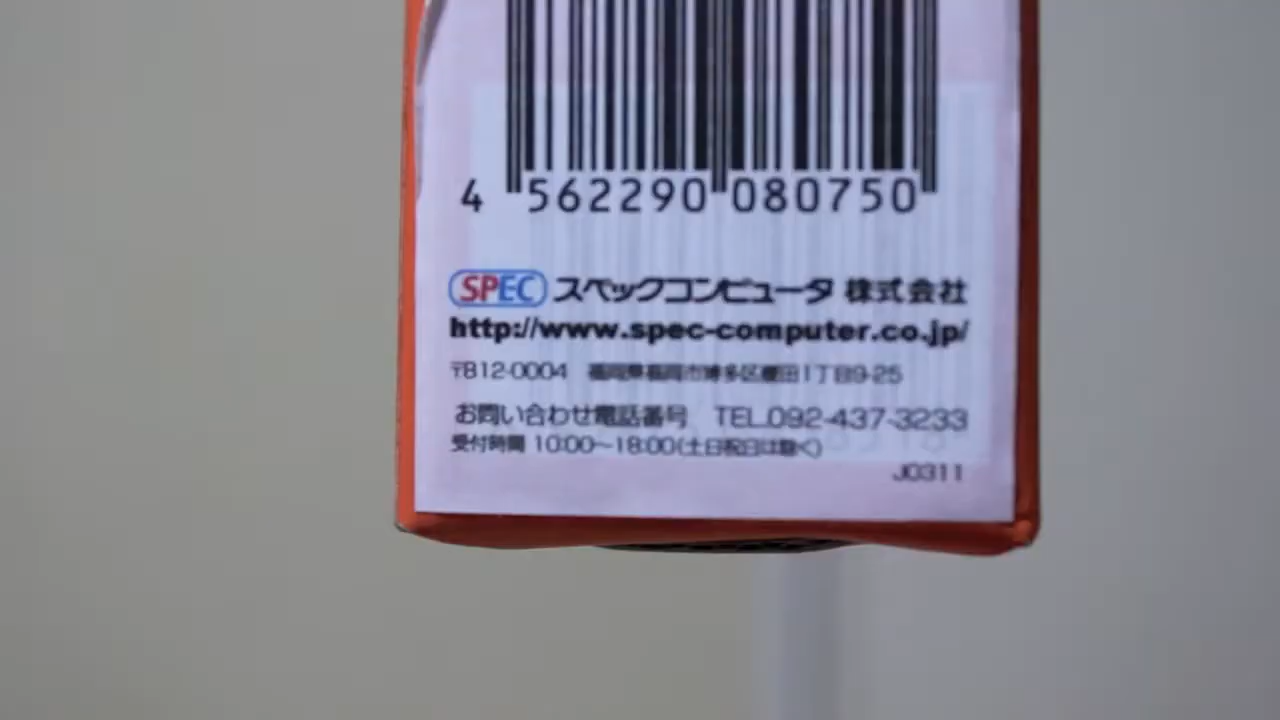 4 562290 080750
SPEC スペックコンピュータ 株式会社
http://www.spec-computer.co.jp/
〒812-0004 福岡県福岡市博多区榎田1丁目9-25
お問い合わせ電話番号 TEL.092-437-3233
受付時間 10:00～18:00(土日祝日は除く)
J0311